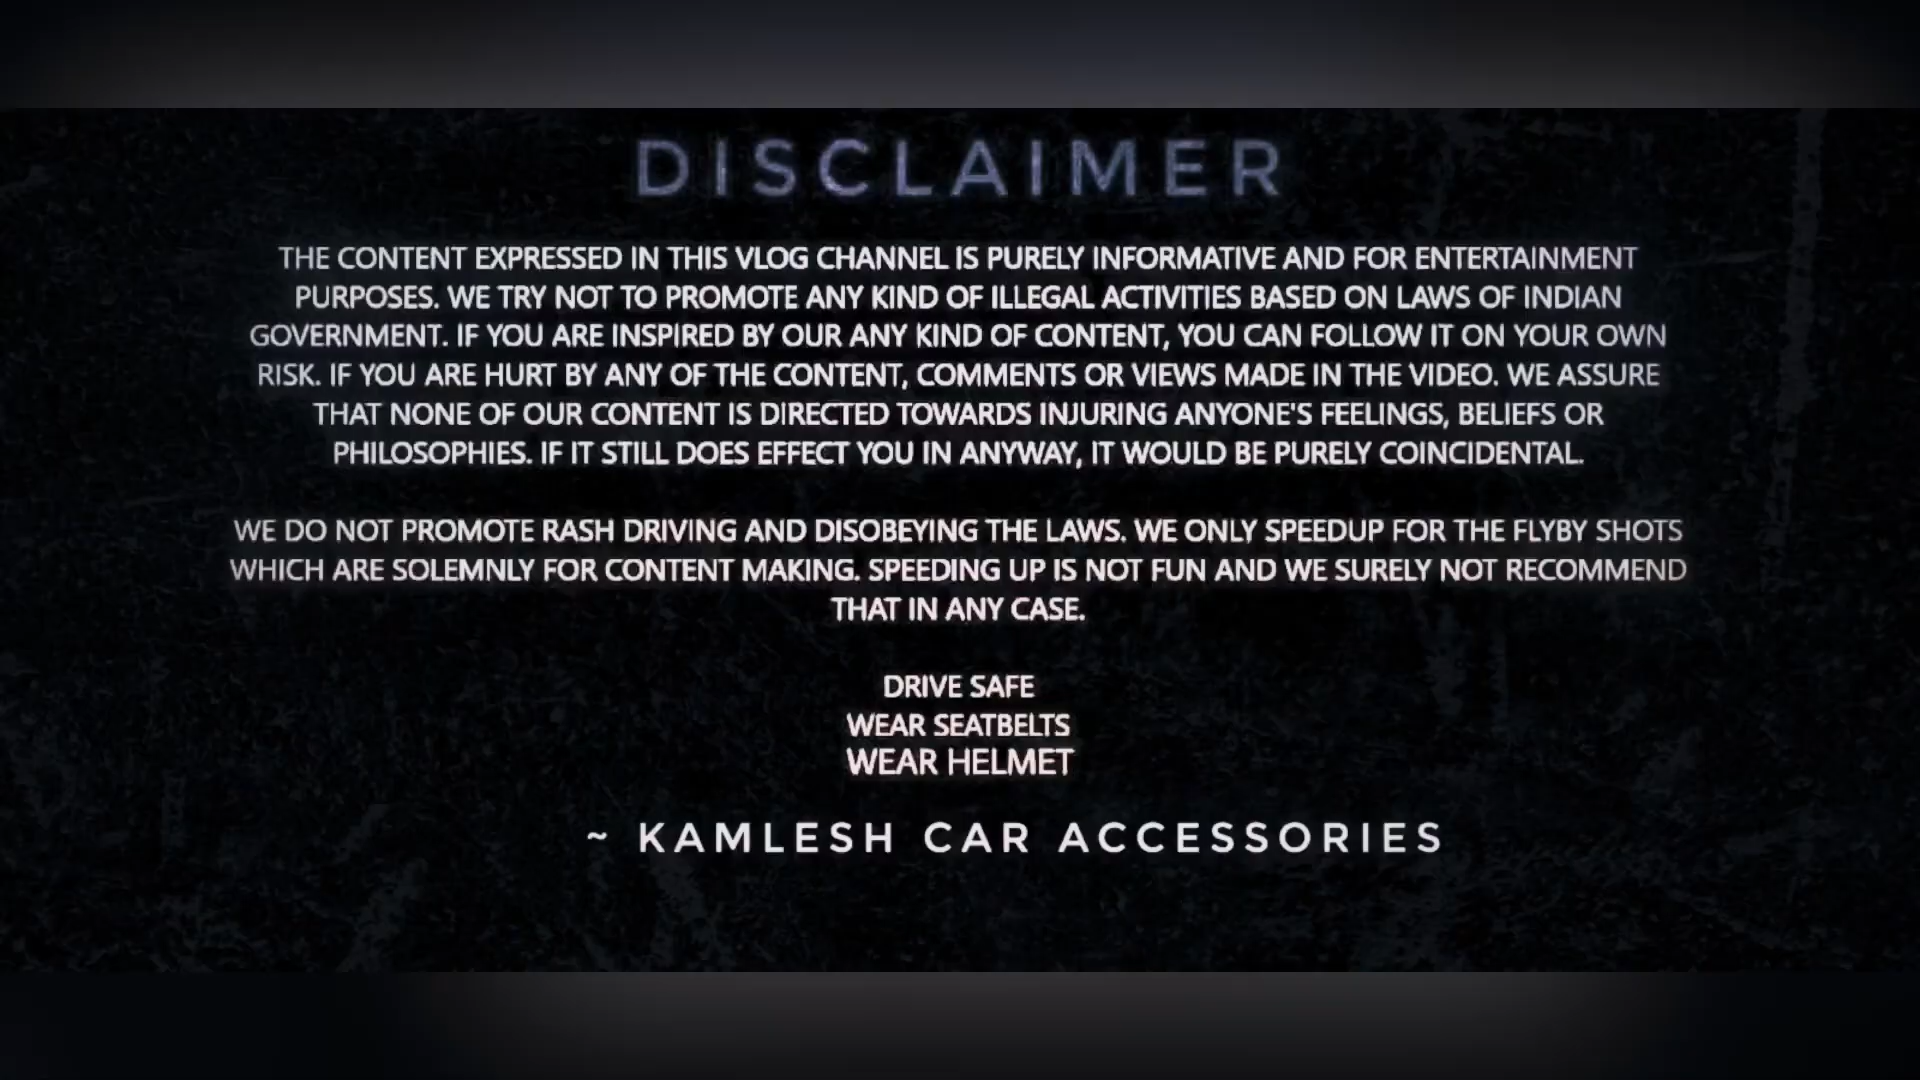 DISCLAIMER
THE CONTENT EXPRESSED IN THIS VLOG CHANNEL IS PURELY INFORMATIVE AND FOR ENTERTAINMENT
PURPOSES. WE TRY NOT TO PROMOTE ANY KIND OF ILLEGAL ACTIVITIES BASED ON LAWS OF INDIAN
GOVERNMENT. IF YOU ARE INSPIRED BY OUR ANY KIND OF CONTENT, YOU CAN FOLLOW IT ON YOUR OWN
RISK. IF YOU ARE HURT BY ANY OF THE CONTENT, COMMENTS OR VIEWS MADE IN THE VIDEO. WE ASSURE
THAT NONE OF OUR CONTENT IS DIRECTED TOWARDS INJURING ANYONE'S FEELINGS, BELIEFS OR
PHILOSOPHIES. IF IT STILL DOES EFFECT YOU IN ANYWAY, IT WOULD BE PURELY COINCIDENTAL.
WE DO NOT PROMOTE RASH DRIVING AND DISOBEYING THE LAWS. WE ONLY SPEEDUP FOR THE FLYBY SHOTS
WHICH ARE SOLEMNLY FOR CONTENT MAKING. SPEEDING UP IS NOT FUN AND WE SURELY NOT RECOMMEND
THAT IN ANY CASE.
DRIVE SAFE
WEAR SEATBELTS
WEAR HELMET
~ KAMLESH CAR ACCESSORIES